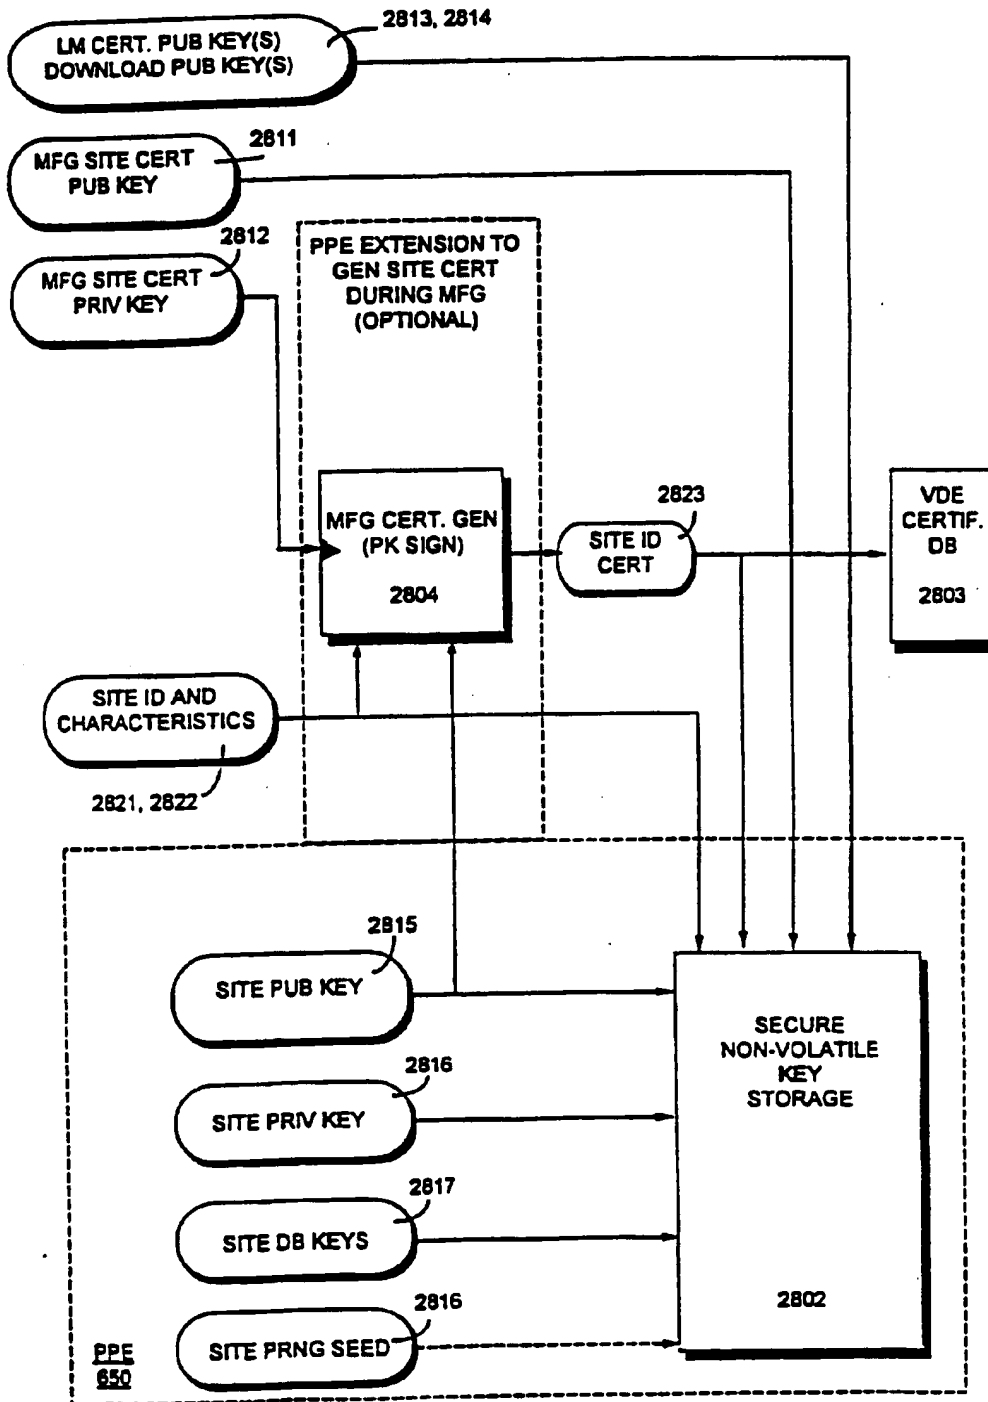 2813, 2814
LM CERT. PUB KEY(S)
DOWNLOAD PUB KEY(S)
2811
MFG SITE CERT
PUB KEY
2812
MFG SITE CERT
PRIV KEY
PPE EXTENSION TO
GEN SITE CERT
DURING MFG
(OPTIONAL)
MFG CERT. GEN
(PK SIGN)
2804
2823
SITE ID
CERT
VDE
CERTIF.
DB
2803
SITE ID AND
CHARACTERISTICS
2821, 2822
2815
SITE PUB KEY
2816
SITE PRIV KEY
2817
SITE DB KEYS
2816
SITE PRNG SEED
SECURE
NON-VOLATILE
KEY
STORAGE
2802
PPE
650